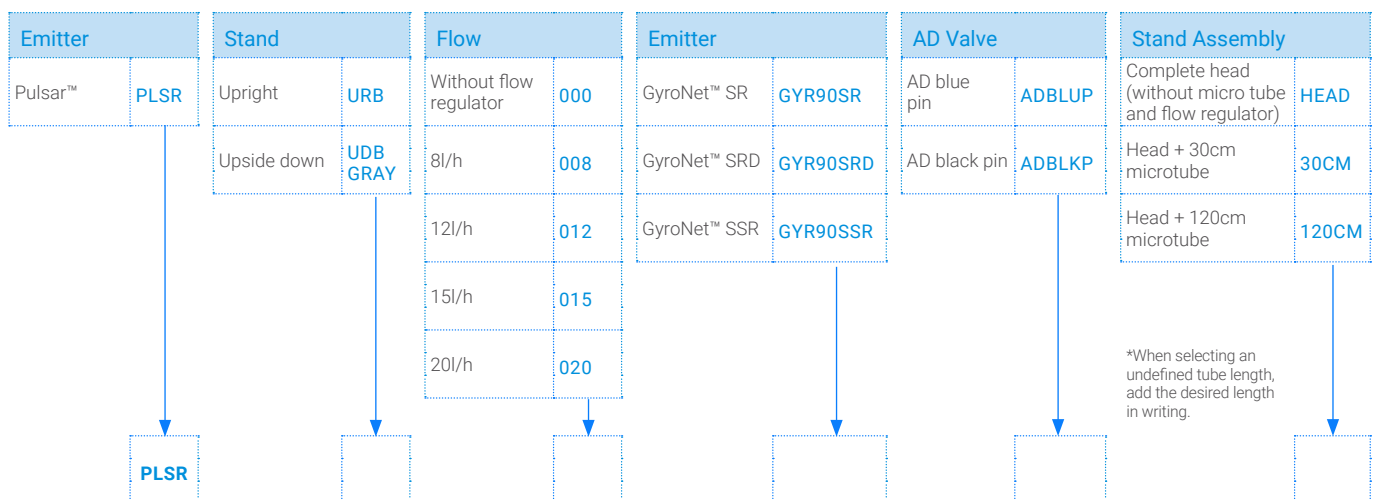 Emitter
Stand
Flow
Emitter
AD Valve
Stand Assembly
Pulsar™
PLSR
Upright
URB
Without flow
regulator
000
GyroNet™ SR
GYR90SR
AD blue
pin
ADBLUP
Complete head
(without micro tube
and flow regulator)
HEAD
Upside down
UDB
GRAY
8l/h
008
GyroNet™ SRD
GYR90SRD
AD black pin
ADBLKP
Head + 30cm
microtube
30CM
12l/h
012
GyroNet™ SSR
GYR90SSR
Head + 120cm
microtube
120CM
15l/h
015
20l/h
020
*When selecting an
undefined tube length,
add the desired length
in writing.
PLSR